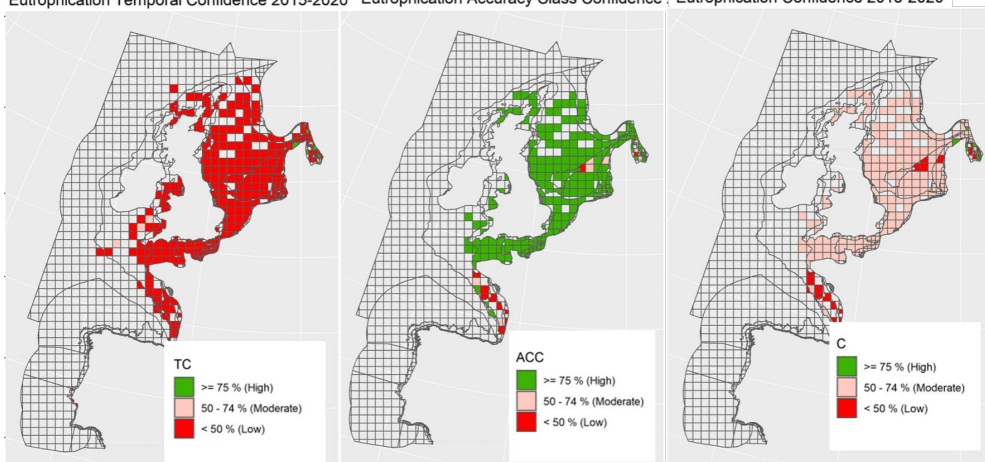 Eutrophication Temporal Confidence 2015-2020
Eutrophication Accuracy Class Confidence
Eutrophication Confidence 2015-2020
TC
>= 75 % (High)
50 - 74 % (Moderate)
< 50 % (Low)
ACC
>= 75 % (High)
50 - 74 % (Moderate)
< 50 % (Low)
C
>= 75 % (High)
50 - 74 % (Moderate)
< 50 % (Low)